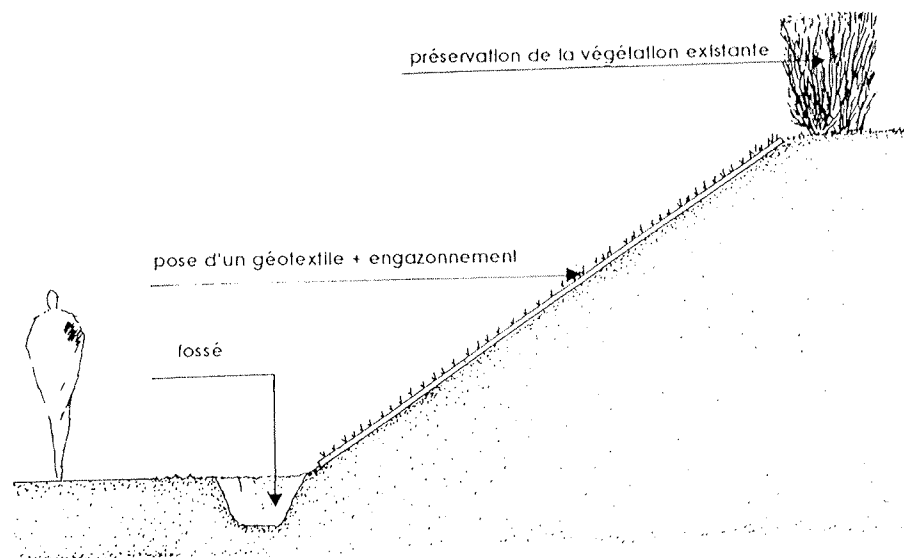 préservation de la végétation existante
pose d'un géotextile + engazonnement
fossé